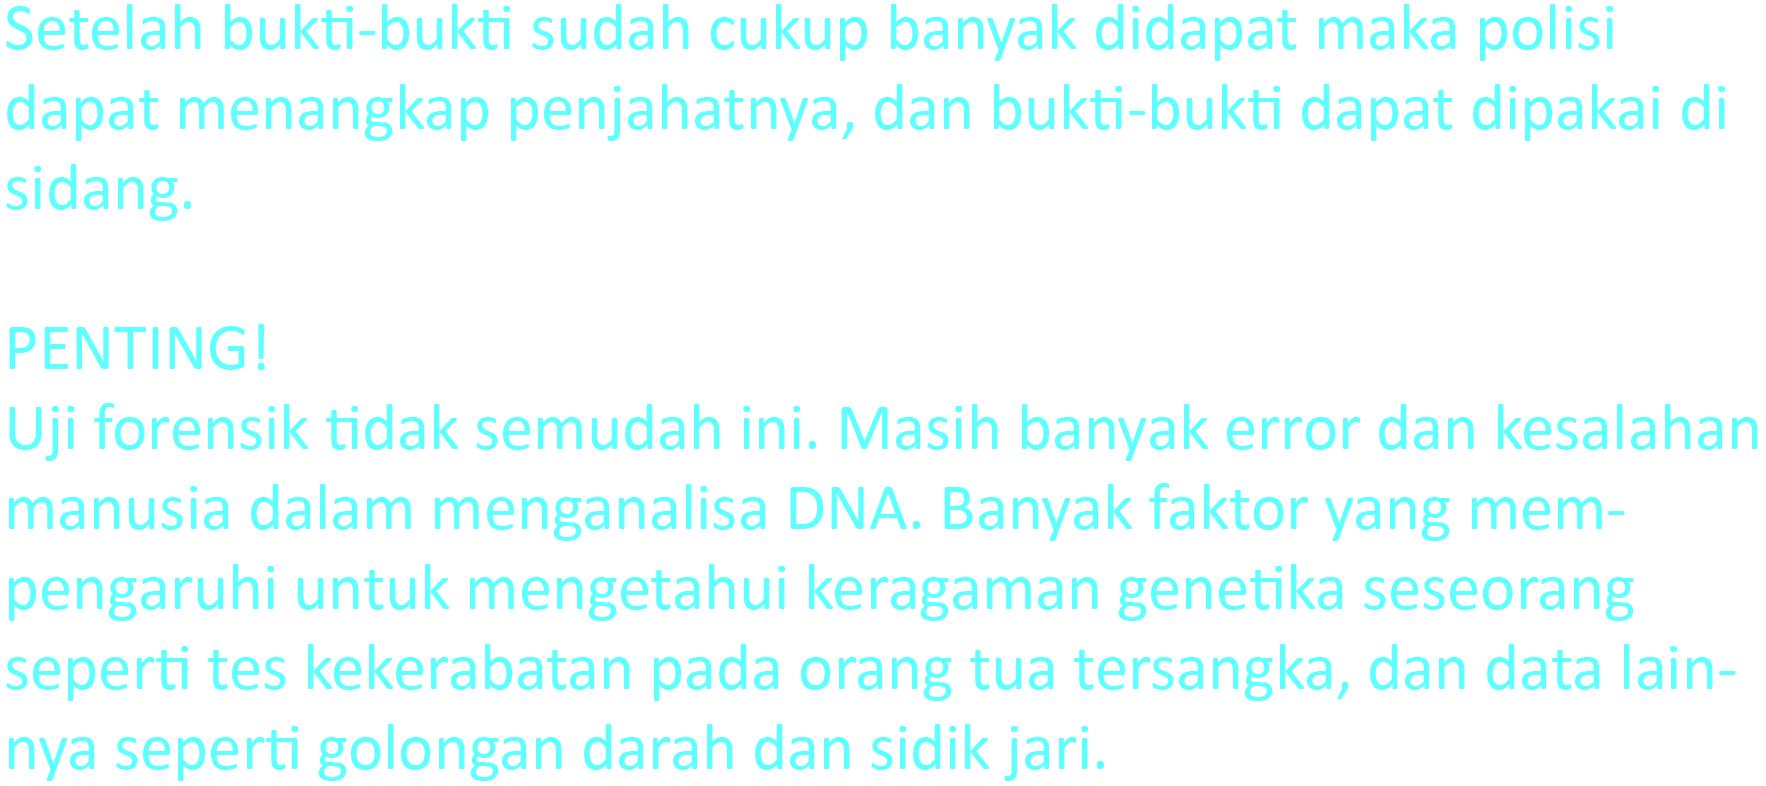 Setelah bukti-bukti sudah cukup banyak didapat maka polisi
dapat menangkap penjahatnya, dan bukti-bukti dapat dipakai di
sidang.
PENTING!
Uji forensik tidak semudah ini. Masih banyak error dan kesalahan
manusia dalam menganalisa DNA. Banyak faktor yang mem-
pengaruhi untuk mengetahui keragaman genetika seseorang
seperti tes kekerabatan pada orang tua tersangka, dan data lain-
nya seperti golongan darah dan sidik jari.